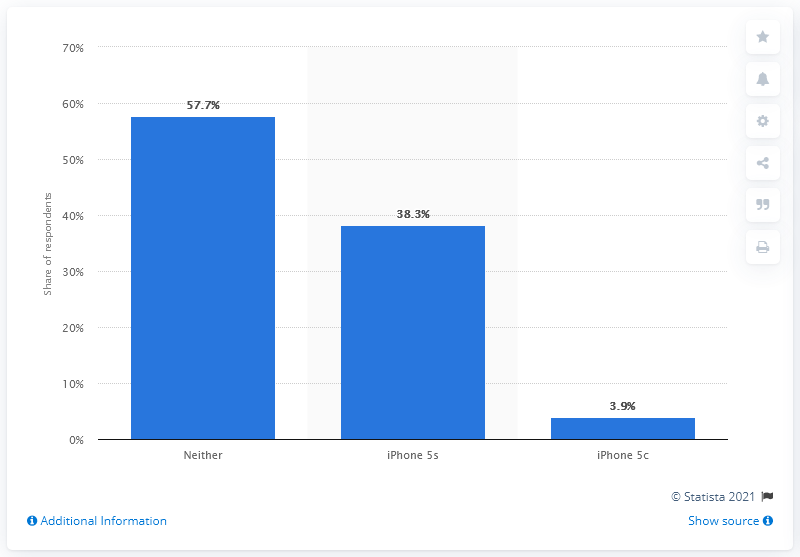 70%
60%
50%
40%
30%
20%
10%
0%
Share of respondents
57.7%
38.3%
3.9%
Neither
iPhone 5s
iPhone 5c
© Statista 2021
Additional Information
Show source